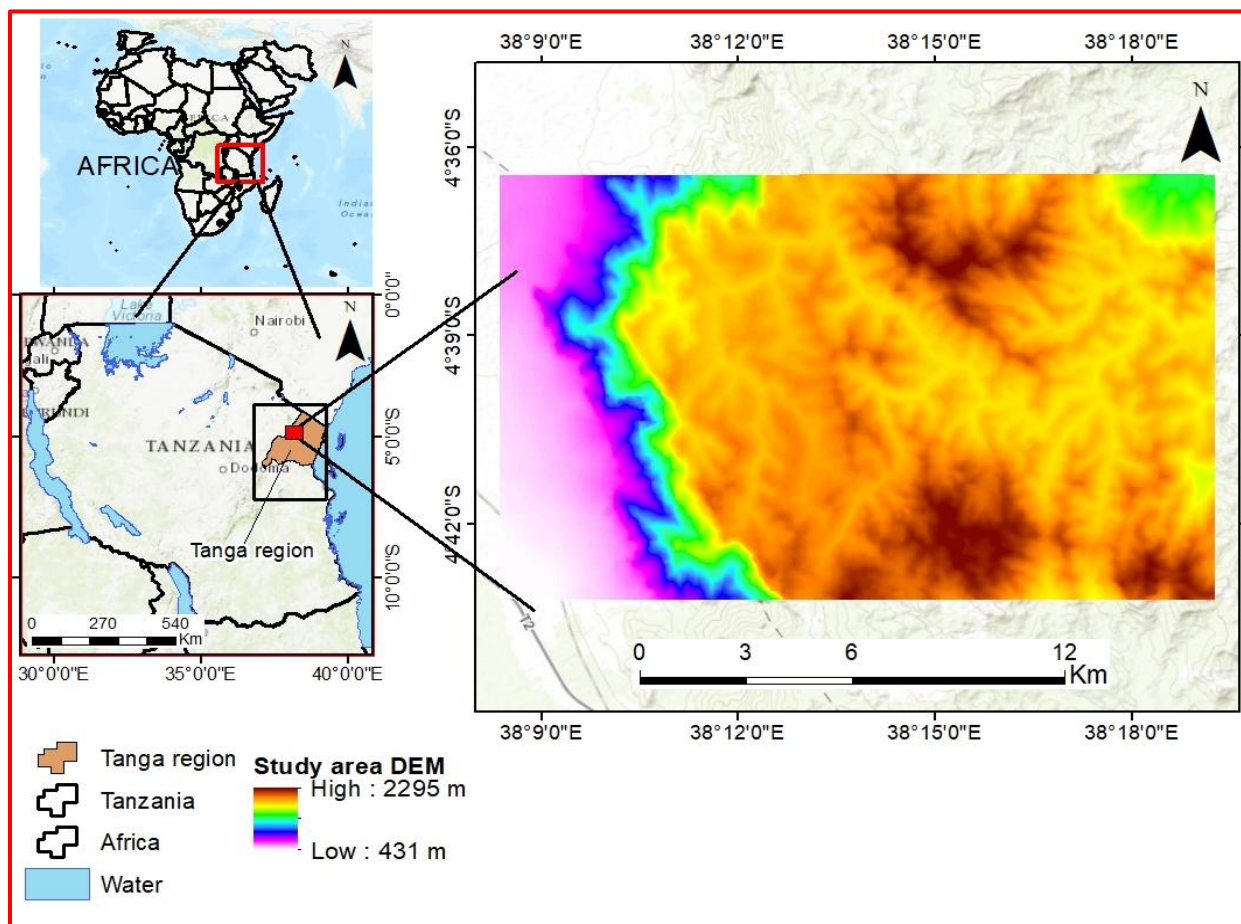 N
AFRICA
Indian
Ocean
38°9'0"E
38°12'0"E
38°15'0"E
38°18'0"E
N
4°36'0"S
4°39'0"S
4°42'0"S
T2
0
3
6
12
Km
38°9'0"E
38°12'0"E
38°15'0"E
38°18'0"E
Lake
Victoria
Nairobi
N
0°0'0"
5°0'0"S
10°0'0"S
TANZANIA
Dodoma
Tanga region
0
270
540
Km
30°0'0"E
35°0'0"E
40°0'0"E
Tanga region
Tanzania
Africa
Water
Study area DEM
High : 2295 m
Low : 431 m